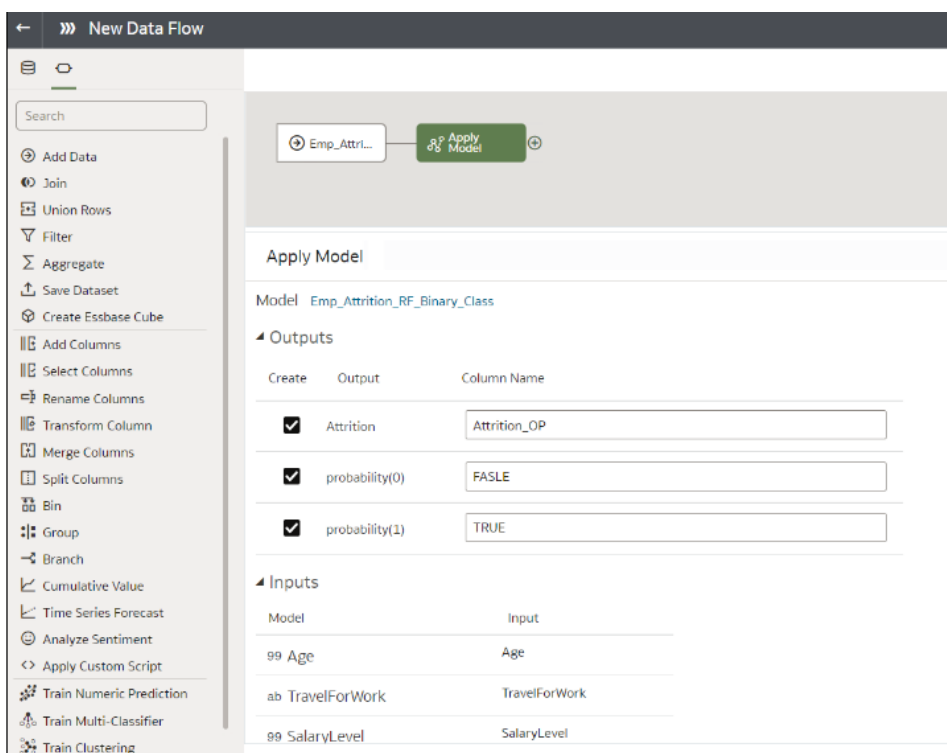 New Data Flow
Search
Add Data
Join
Union Rows
Filter
Aggregate
Save Dataset
Create Essbase Cube
Add Columns
Select Columns
Rename Columns
Transform Column
Merge Columns
Split Columns
Bin
Group
Branch
Cumulative Value
Time Series Forecast
Analyze Sentiment
Apply Custom Script
Train Numeric Prediction
Train Multi-Classifier
Train Clustering
Emp_Attri...
Apply
Model
Apply Model
Model Emp_Attrition_RF_Binary_Class
Outputs
Create Output Column Name
Attrition Attrition_OP
probability(0) FASLE
probability(1) TRUE
Inputs
Model Input
99 Age Age
ab TravelForWork TravelForWork
99 SalaryLevel SalaryLevel